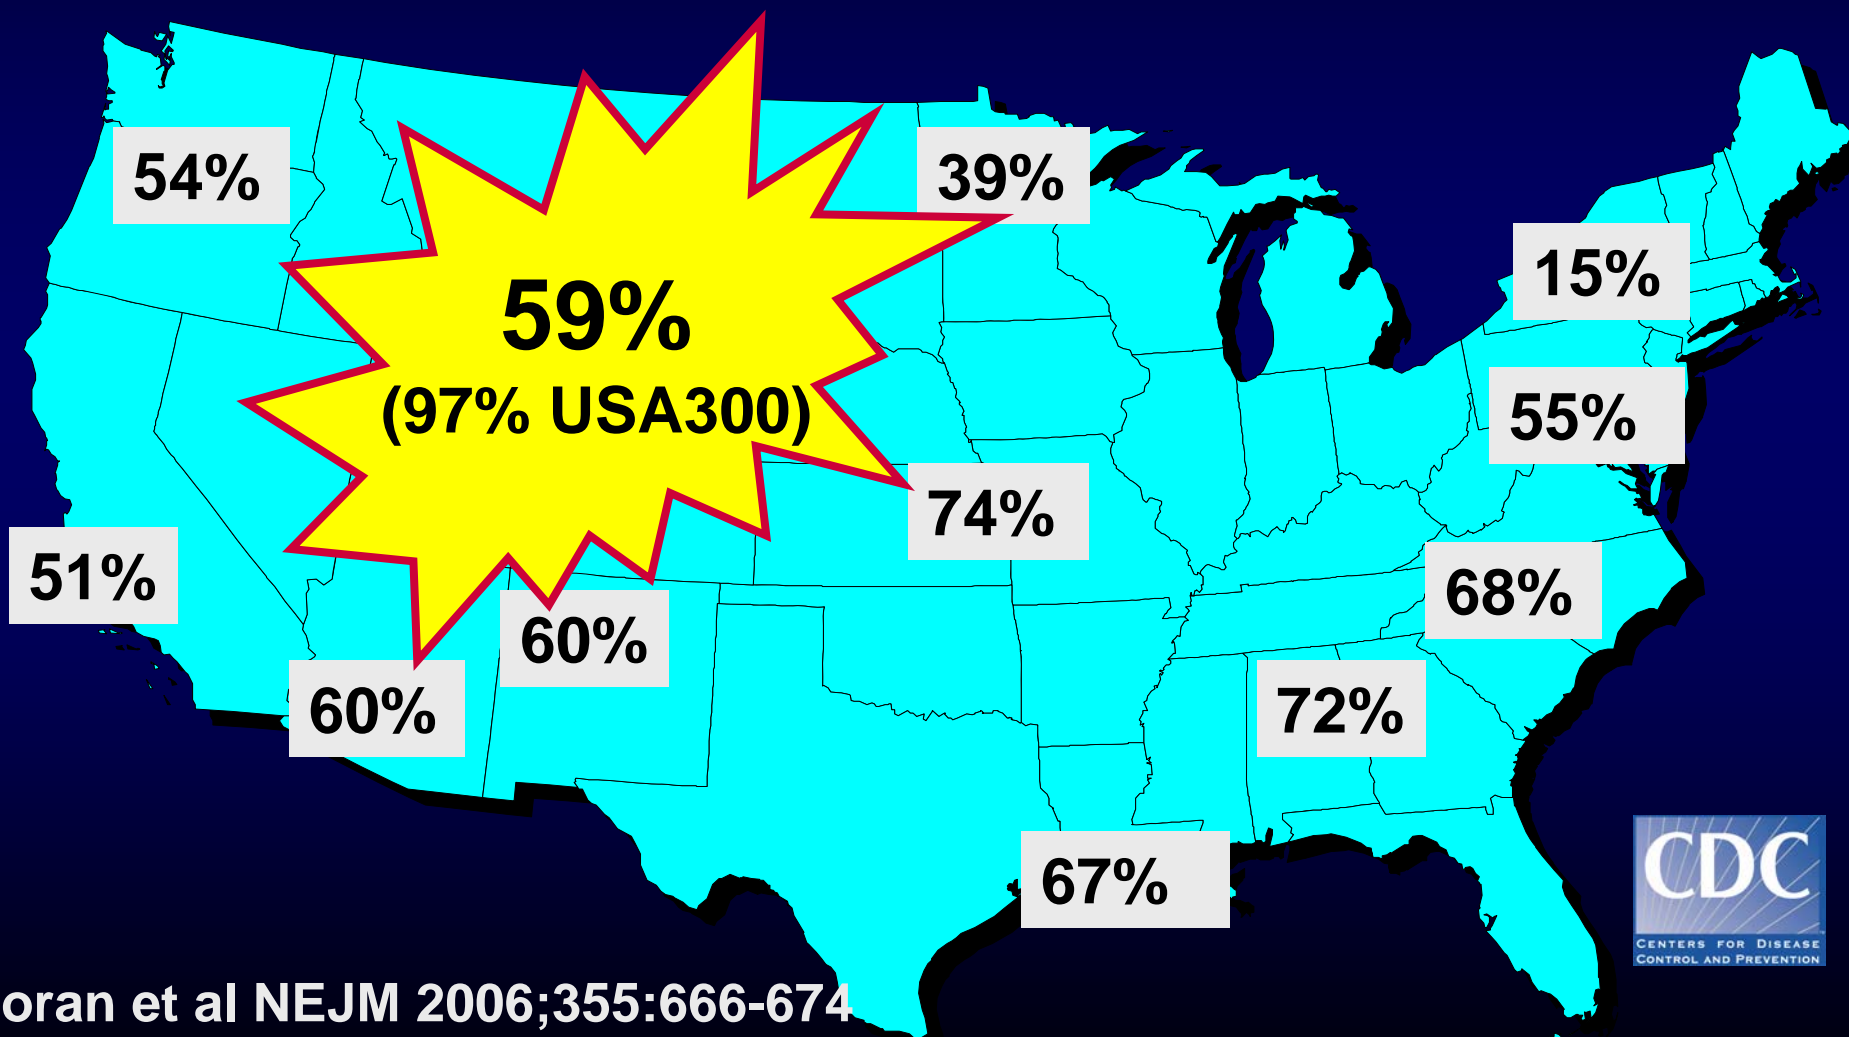 54%
39%
15%
59%
(97% USA300)
55%
74%
51%
68%
60%
60%
72%
67%
CDC
CENTERS FOR DISEASE
CONTROL AND PREVENTION
oran et al NEJM 2006;355:666-674